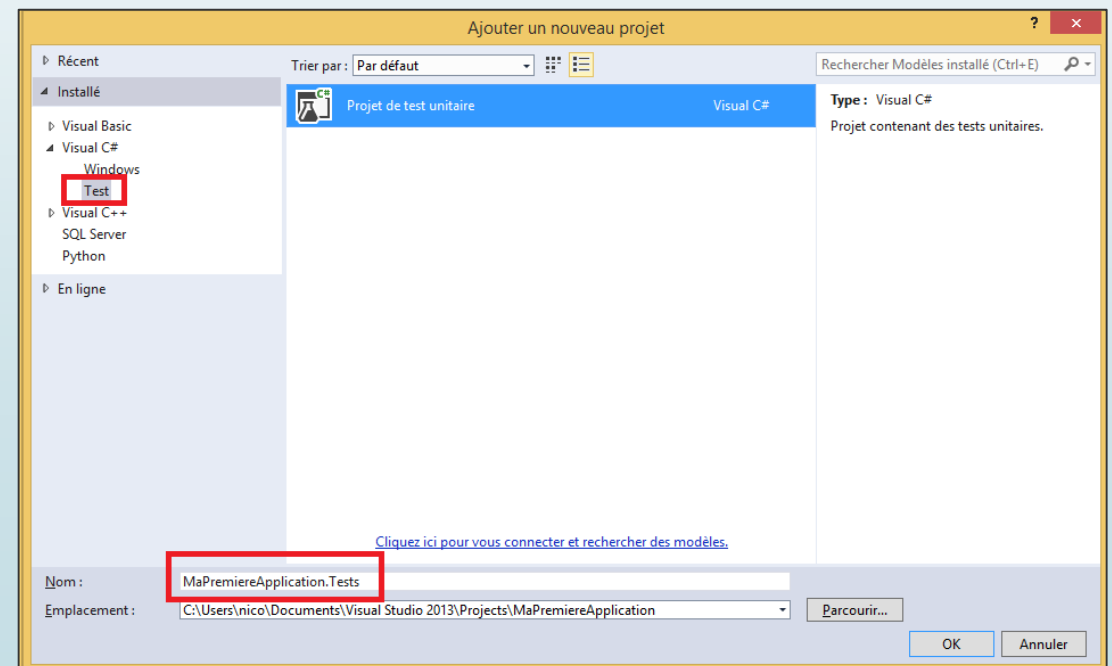 Ajouter un nouveau projet
?
Récent
Installé
Visual Basic
Visual C#
Windows
Test
Visual C++
SQL Server
Python
En ligne
Trier par : Par défaut
C#
Projet de test unitaire Visual C#
Cliquez ici pour vous connecter et rechercher des modèles.
Rechercher Modèles installé (Ctrl+E)
Type : Visual C#
Projet contenant des tests unitaires.
Nom : MaPremiereApplication.Tests
Emplacement : C:\Users\nico\Documents\Visual Studio 2013\Projects\MaPremiereApplication Parcourir...
OK Annuler